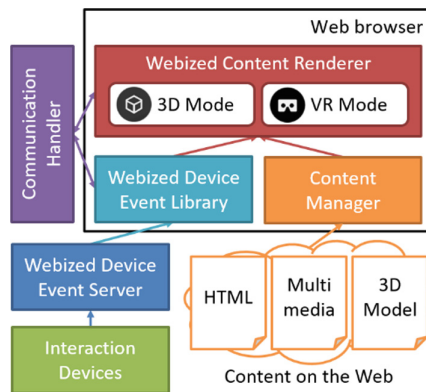 Web browser
Webized Content Renderer
3D Mode
VR Mode
Communication
Handler
Webized Device
Event Library
Content
Manager
Webized Device
Event Server
HTML
Multi
media
3D
Model
Interaction
Devices
Content on the Web